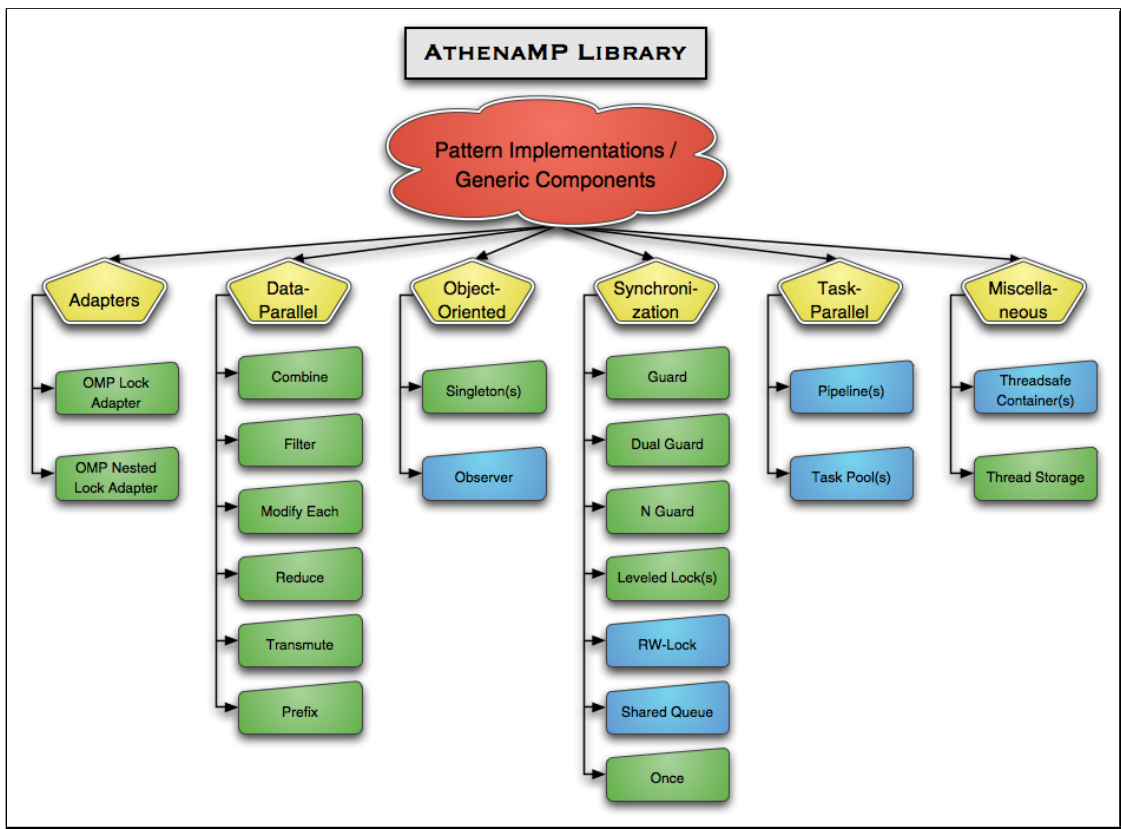 ATHENAMP LIBRARY
Pattern Implementations /
Generic Components
Adapters
OMP Lock
Adapter
OMP Nested
Lock Adapter
Data-
Parallel
Combine
Filter
Modify Each
Reduce
Transmute
Prefix
Object-
Oriented
Singleton(s)
Observer
Synchroni-
zation
Guard
Dual Guard
N Guard
Leveled Lock(s)
RW-Lock
Shared Queue
Once
Task-
Parallel
Pipeline(s)
Task Pool(s)
Miscella-
neous
Threadsafe
Container(s)
Thread Storage